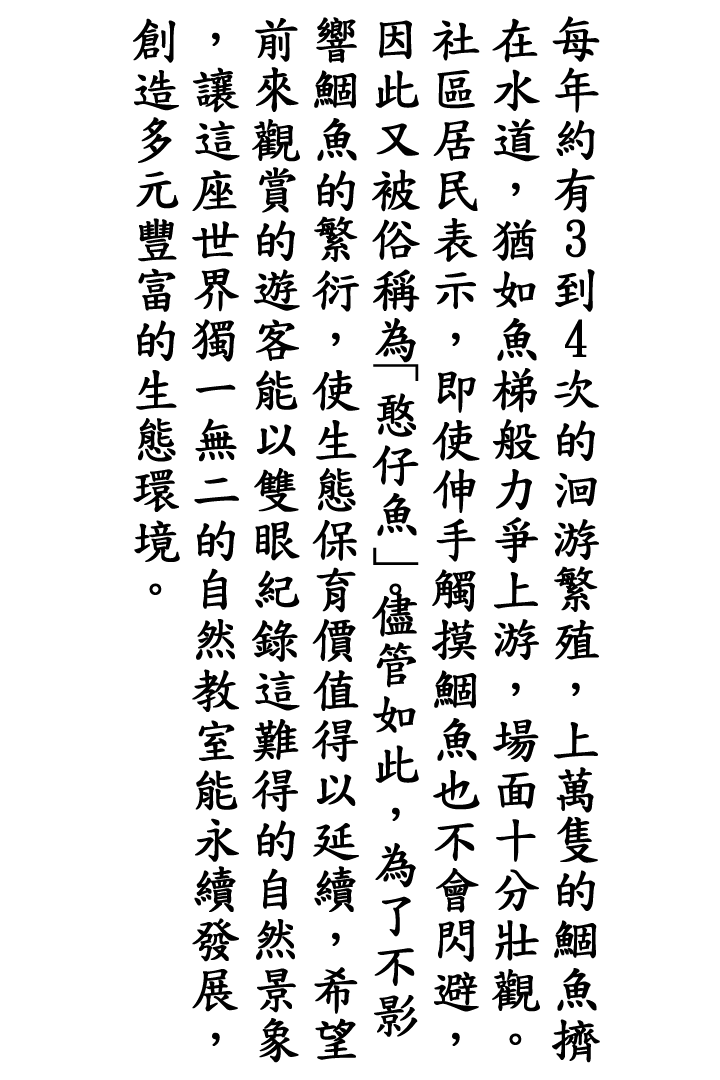 每年約有3到4次的洄游繁殖，上萬隻的鯝魚擠
在水道，猶如魚梯般力爭上游，場面十分壯觀。
社區居民表示，即使伸手觸摸鯝魚也不會閃避，
因此又被俗稱為「憨仔魚」。儘管如此，為了不影
響鯝魚的繁衍，使生態保育價值得以延續，希望
前來觀賞的遊客能以雙眼紀錄這難得的自然景象
，讓這座世界獨一無二的自然教室能永續發展，
創造多元豐富的生態環境。